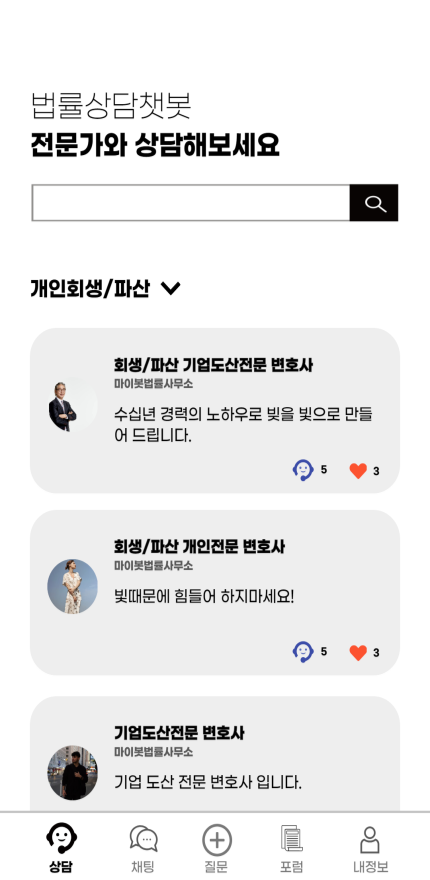 법률상담챗봇
전문가와 상담해보세요
개인회생/파산
회생/파산 기업도산전문 변호사
마이봇법률사무소
수십년 경력의 노하우로 빚을 빛으로 만들
어 드립니다.
5 3
회생/파산 개인전문 변호사
마이봇법률사무소
빛때문에 힘들어 하지마세요!
5 3
기업도산전문 변호사
마이봇법률사무소
기업 도산 전문 변호사 입니다.
상담 채팅 질문 포럼 내정보